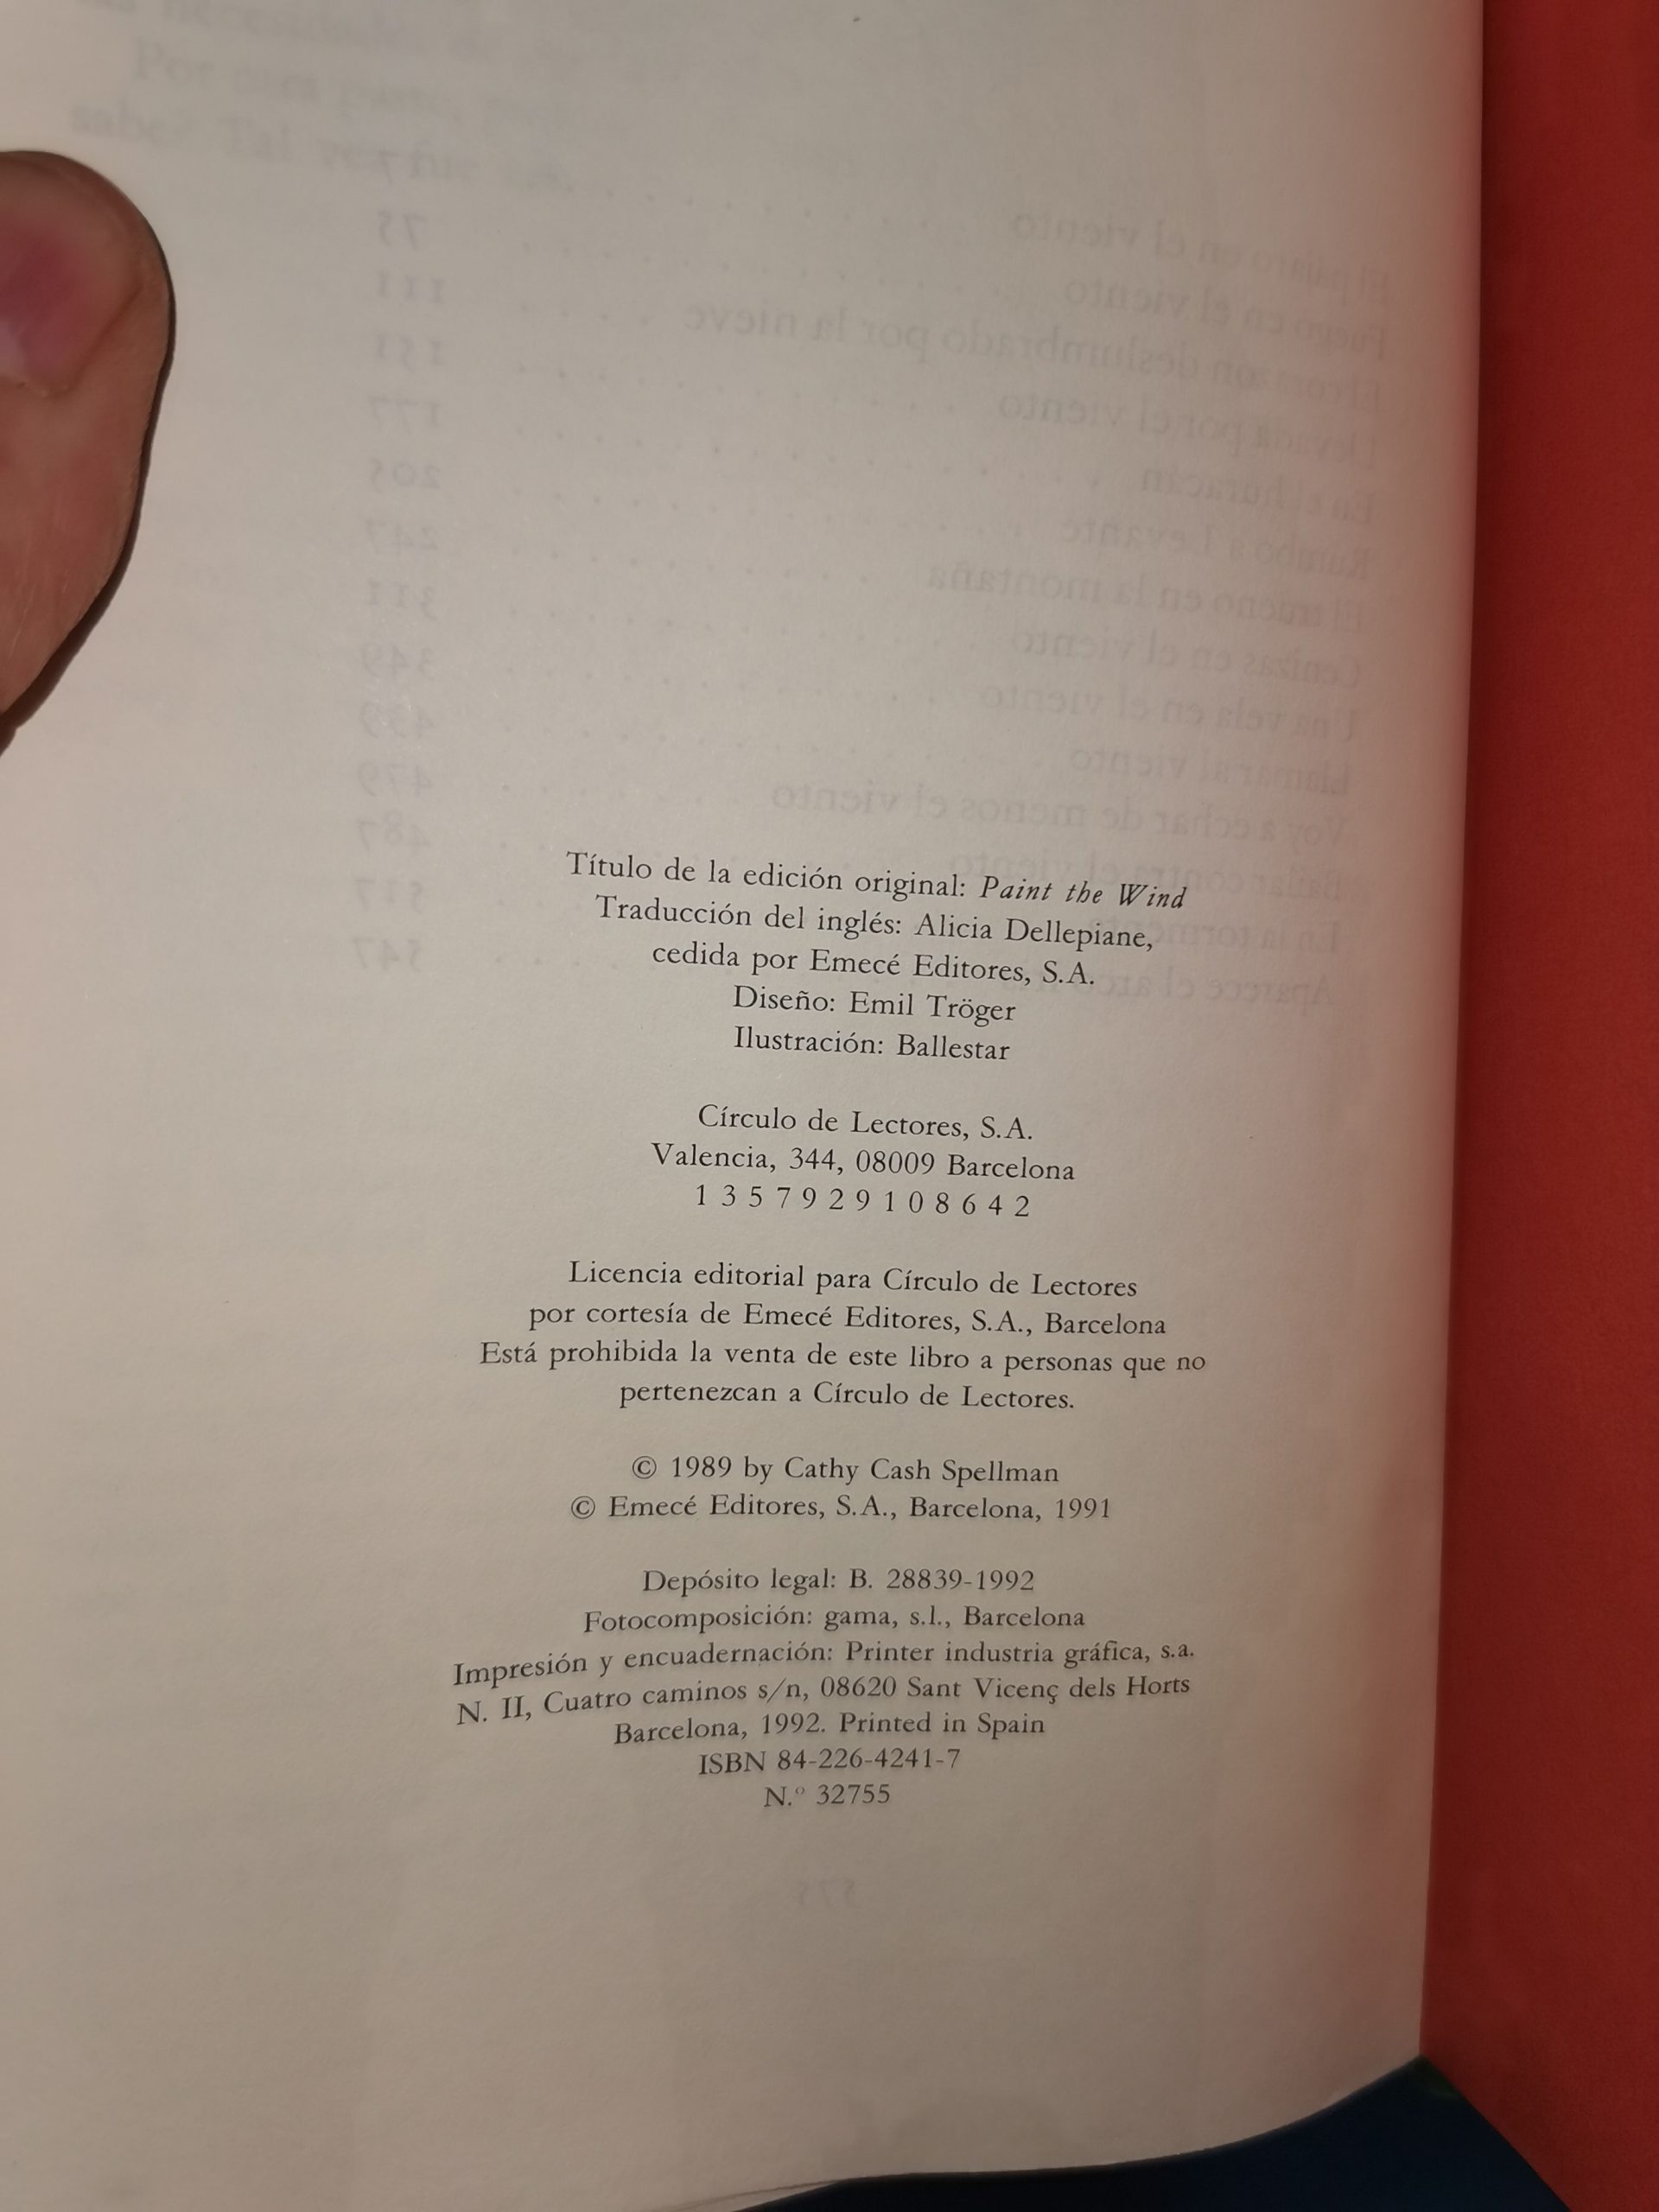 Título de la edición original: Paint the Wind
Traducción del inglés: Alicia Dellepiane,
cedida por Emecé Editores, S.A.
Diseño: Emil Tröger
Ilustración: Ballestar
Círculo de Lectores, S.A.
Valencia, 344, 08009 Barcelona
1 3 5 7 9 2 9 1 0 8 6 4 2
Licencia editorial para Círculo de Lectores
por cortesía de Emecé Editores, S.A., Barcelona
Está prohibida la venta de este libro a personas que no
pertenezcan a Círculo de Lectores.
© 1989 by Cathy Cash Spellman
© Emecé Editores, S.A., Barcelona, 1991
Depósito legal: B. 28839-1992
Fotocomposición: gama, s.l., Barcelona
Impresión y encuadernación: Printer industria gráfica, s.a.
N. II, Cuatro caminos s/n, 08620 Sant Vicenç dels Horts
Barcelona, 1992. Printed in Spain
ISBN 84-226-4241-7
N.º 32755